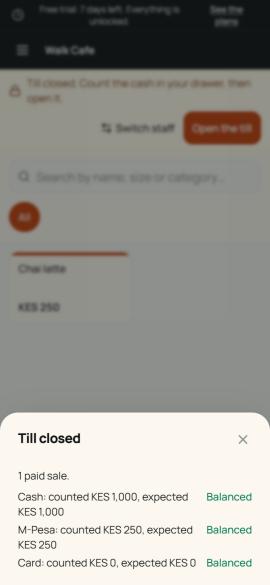 Free trial: 7 days left. Everything is
unlocked.
See the
plans
Walk Cafe
Till closed. Count the cash in your drawer, then
open it.
Switch staff
Open the till
Search by name, size or category...
All
Chai latte
KES 250
Till closed
1 paid sale.
Cash: counted KES 1,000, expected
KES 1,000
Balanced
M-Pesa: counted KES 250, expected
KES 250
Balanced
Card: counted KES 0, expected KES 0
Balanced